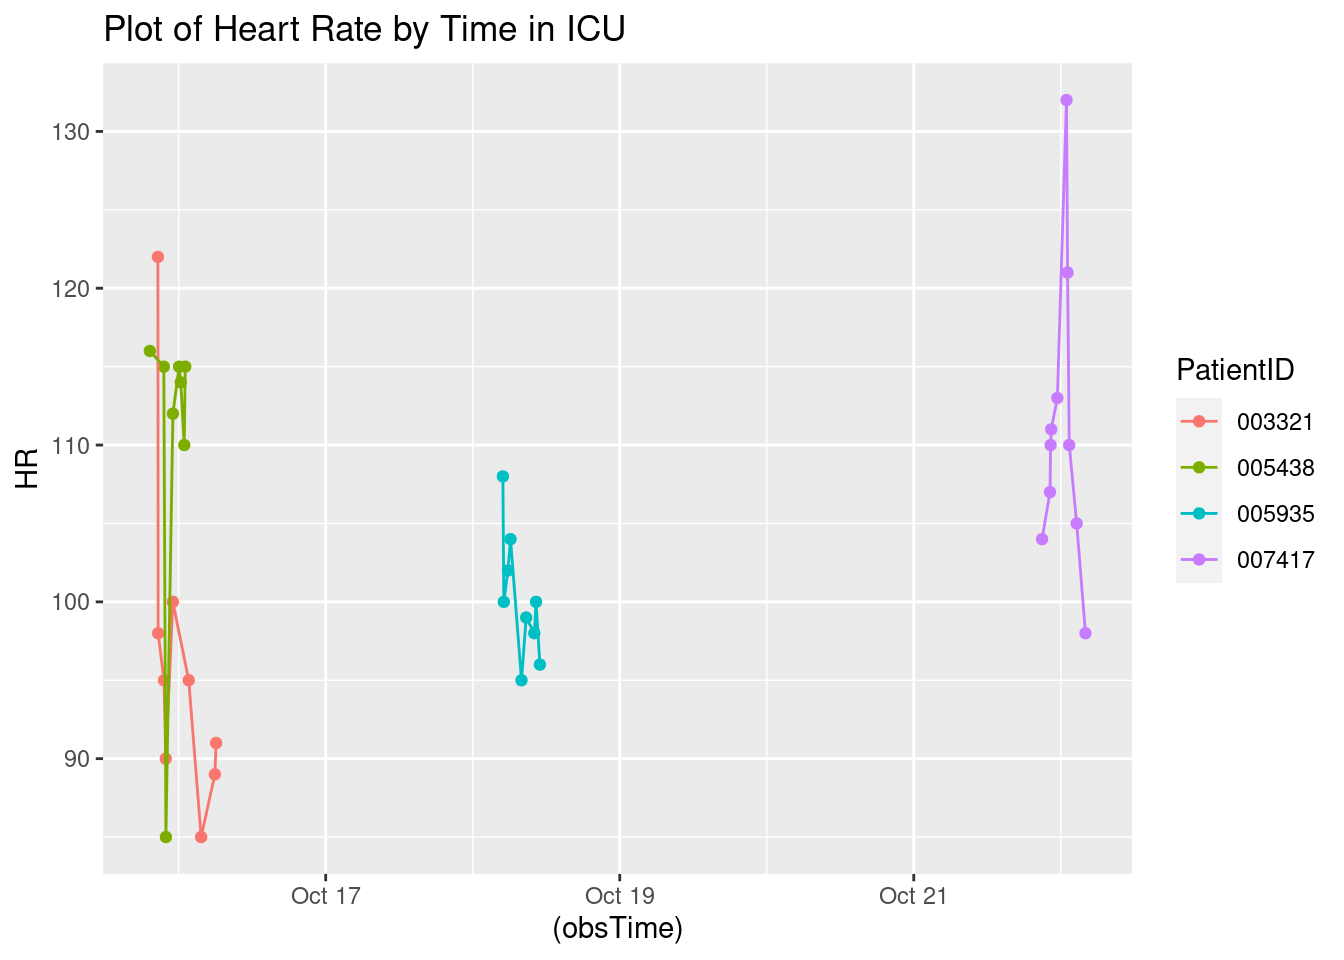 Plot of Heart Rate by Time in ICU
130
120
110
100
90
HR
Oct 17
Oct 19
Oct 21
(obsTime)
PatientID
003321
005438
005935
007417